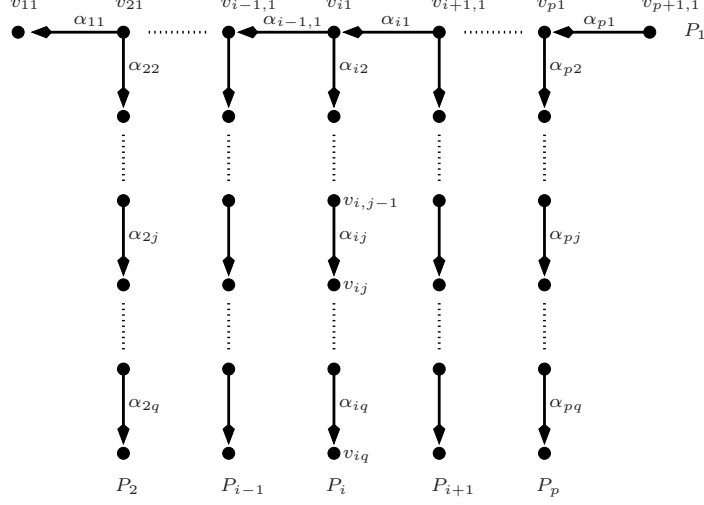 v11 v21 vi−1,1 vi1 vi+1,1 vp1 vp+1,1
α11 αi−1,1 αi1 αp1 P1
α22 αi2 αp2
vi,j−1
α2j αij αpj
vij
α2q αiq αpq
viq
P2 Pi−1 Pi Pi+1 Pp